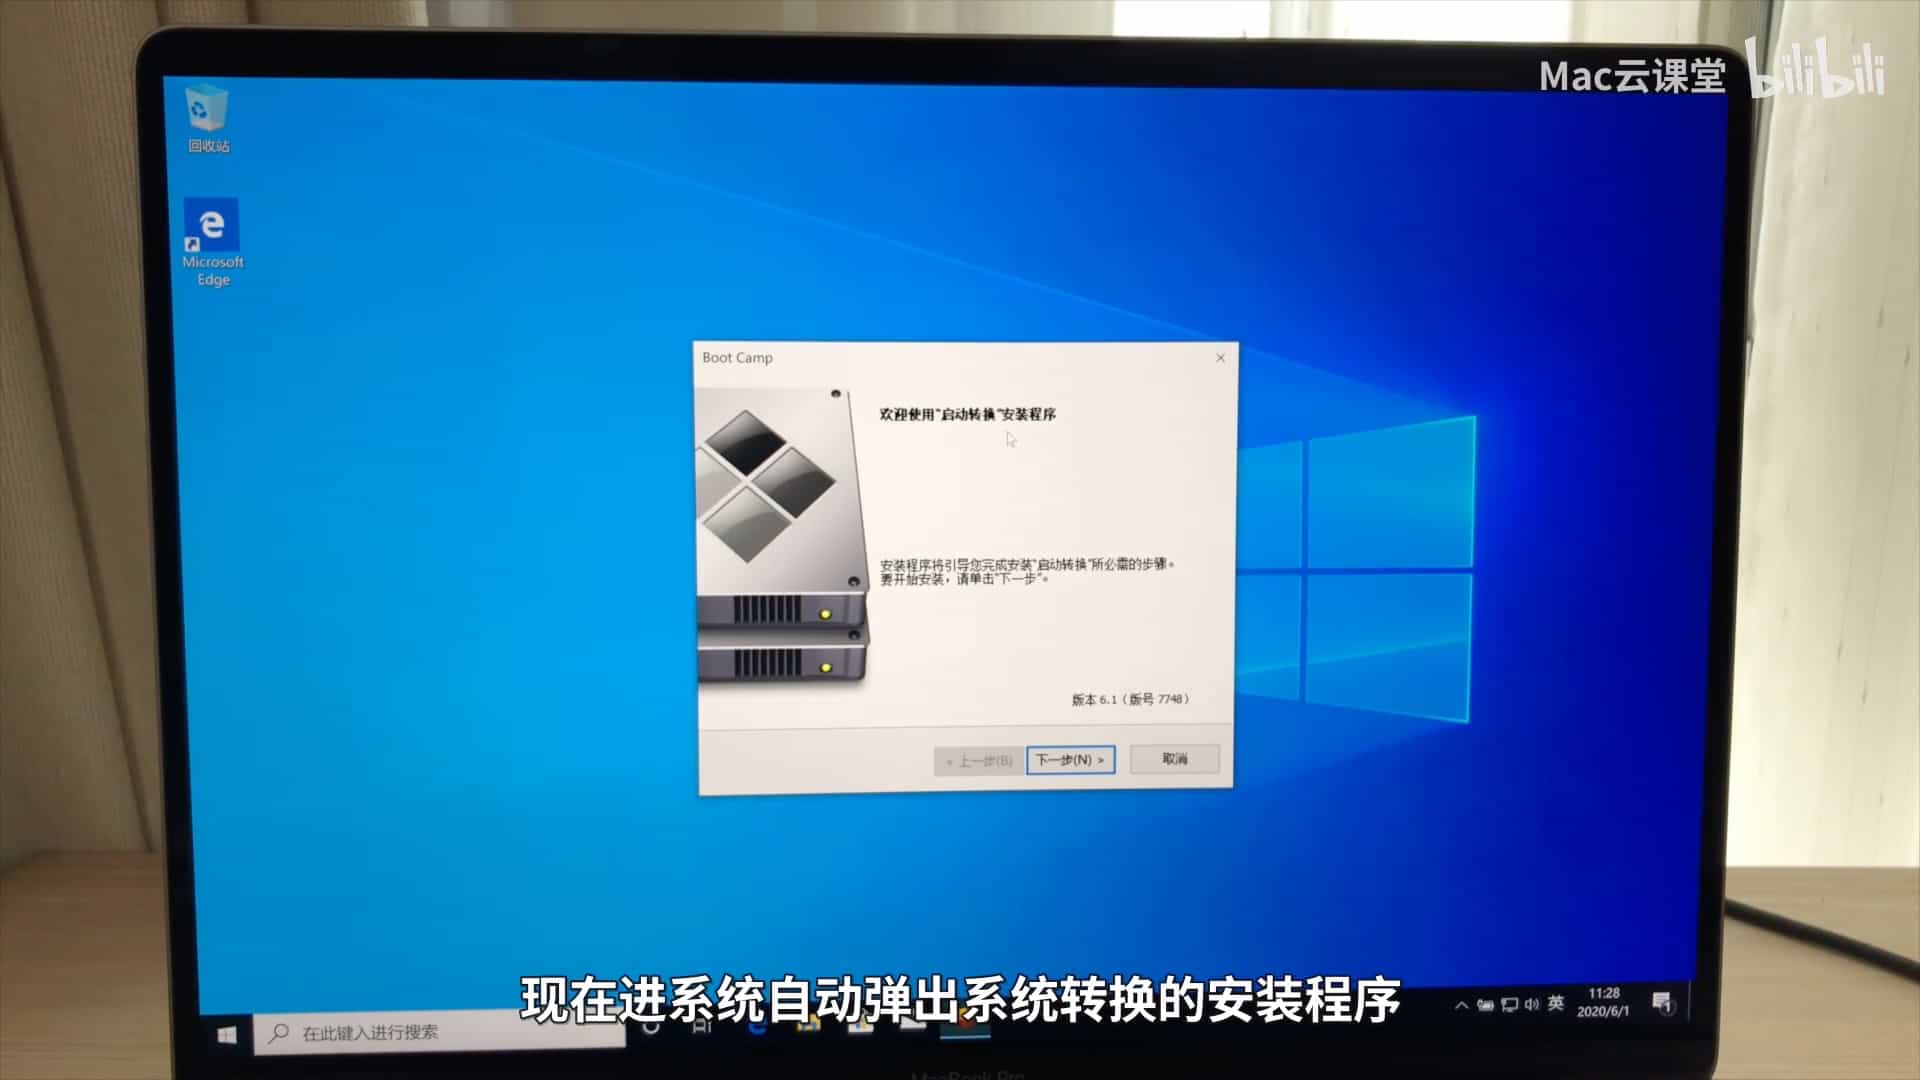 Mac云课堂 bilibili
回收站
Microsoft
Edge
Boot Camp
欢迎使用“启动转换”安装程序
安装程序将引导您完成安装“启动转换”所必需的步骤。
要开始安装，请单击“下一步”。
版本 6.1（版号 7748）
< 上一步(B)
下一步(N) >
取消
现在进系统自动弹出系统转换的安装程序
在此键入进行搜索
英
11:28
2020/6/1
MacBook Pro